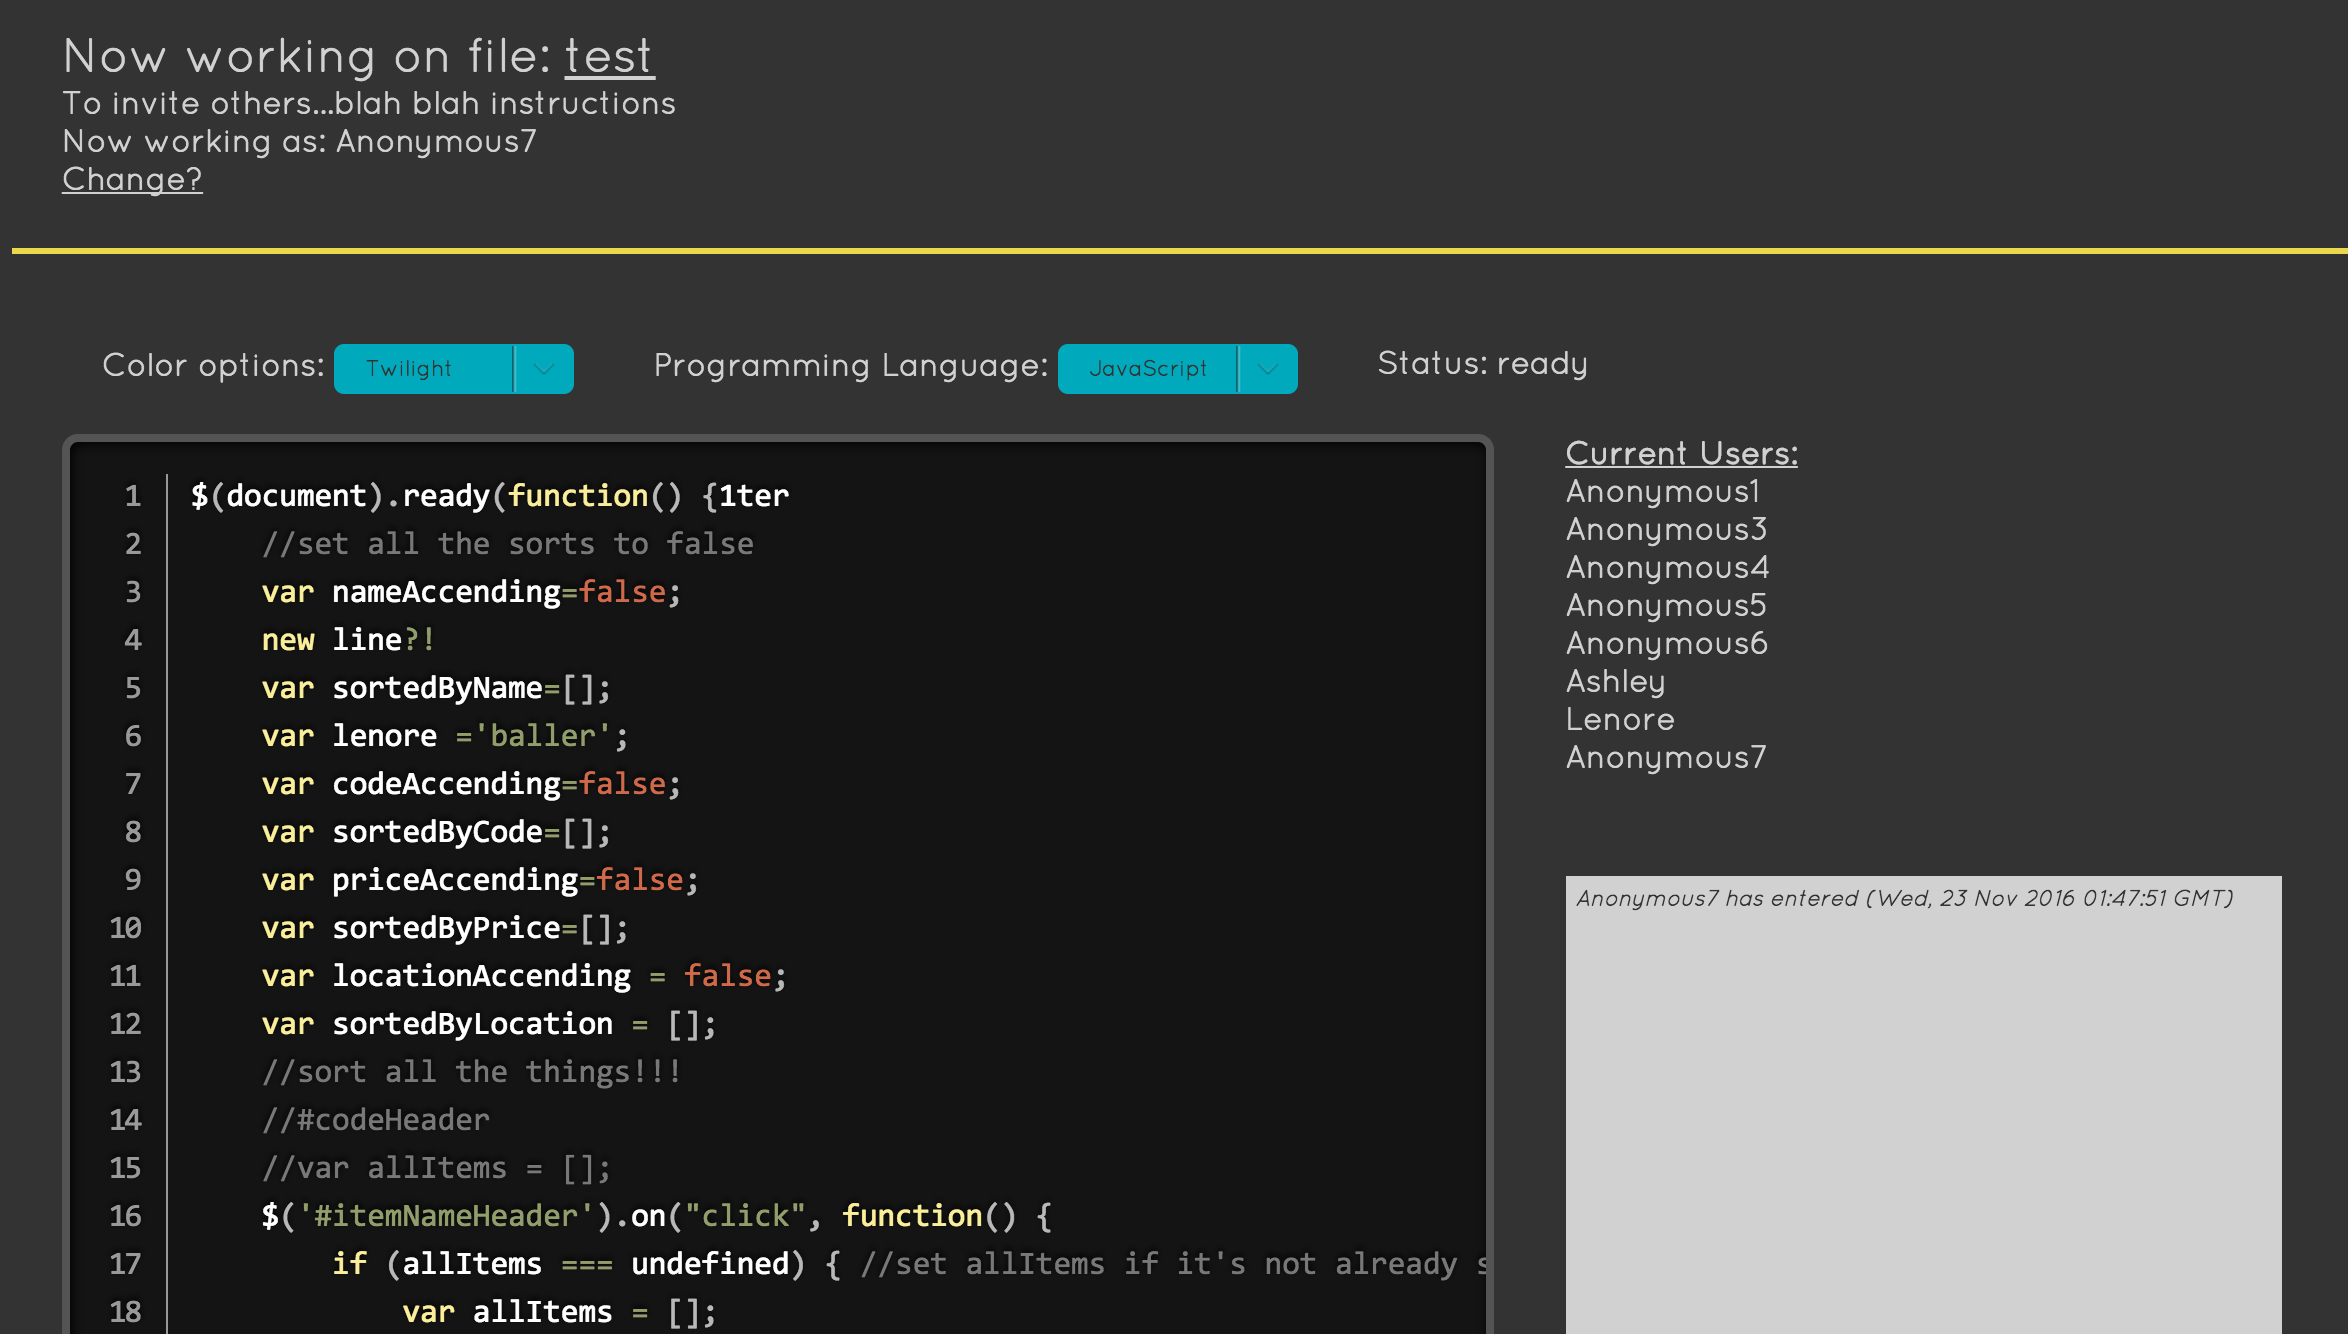 Now working on file: test
To invite others...blah blah instructions
Now working as: Anonymous7
Change?
Color options: Twilight Programming Language: JavaScript Status: ready
1 $(document).ready(function() {1ter
2 //set all the sorts to false
3 var nameAccending=false;
4 new line?!
5 var sortedByName=[];
6 var lenore ='baller';
7 var codeAccending=false;
8 var sortedByCode=[];
9 var priceAccending=false;
10 var sortedByPrice=[];
11 var locationAccending = false;
12 var sortedByLocation = [];
13 //sort all the things!!!
14 //#codeHeader
15 //var allItems = [];
16 $('#itemNameHeader').on("click", function() {
17 if (allItems === undefined) { //set allItems if it's not already s
18 var allItems = [];
Current Users:
Anonymous1
Anonymous3
Anonymous4
Anonymous5
Anonymous6
Ashley
Lenore
Anonymous7
Anonymous7 has entered (Wed, 23 Nov 2016 01:47:51 GMT)